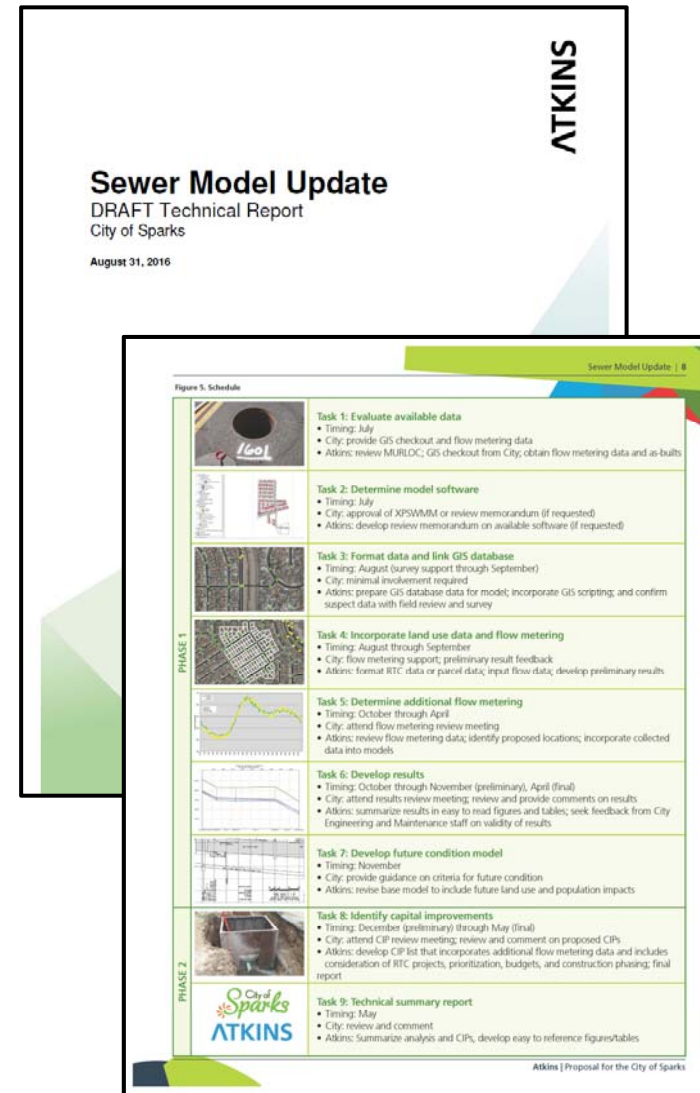 ATKINS
Sewer Model Update
DRAFT Technical Report
City of Sparks
August 31, 2016
Sewer Model Update | 8
Figure 5. Schedule
PHASE 1
1601
Task 1: Evaluate available data
• Timing: July
• City: provide GIS checkout and flow metering data
• Atkins: review MURLOC; GIS checkout from City; obtain flow metering data and as-builts
Task 2: Determine model software
• Timing: July
• City: approval of XPSWMM or review memorandum (if requested)
• Atkins: develop review memorandum on available software (if requested)
Task 3: Format data and link GIS database
• Timing: August (survey support through September)
• City: minimal involvement required
• Atkins: prepare GIS database data for model; incorporate GIS scripting; and confirm
suspect data with field review and survey
Task 4: Incorporate land use data and flow metering
• Timing: August through September
• City: flow metering support; preliminary result feedback
• Atkins: format RTC data or parcel data; input flow data; develop preliminary results
Task 5: Determine additional flow metering
• Timing: October through April
• City: attend flow metering review meeting
• Atkins: review flow metering data; identify proposed locations; incorporate collected
data into models
Task 6: Develop results
• Timing: October through November (preliminary), April (final)
• City: attend results review meeting; review and provide comments on results
• Atkins: summarize results in easy to read figures and tables; seek feedback from City
Engineering and Maintenance staff on validity of results
Task 7: Develop future condition model
• Timing: November
• City: provide guidance on criteria for future condition
• Atkins: revise base model to include future land use and population impacts
PHASE 2
Task 8: Identify capital improvements
• Timing: December (preliminary) through May (final)
• City: attend CIP review meeting; review and comment on proposed CIPs
• Atkins: develop CIP list that incorporates additional flow metering data and includes
consideration of RTC projects, prioritization, budgets, and construction phasing; final
report
City of
Sparks
ATKINS
Task 9: Technical summary report
• Timing: May
• City: review and comment
• Atkins: Summarize analysis and CIPs, develop easy to reference figures/tables
Atkins | Proposal for the City of Sparks